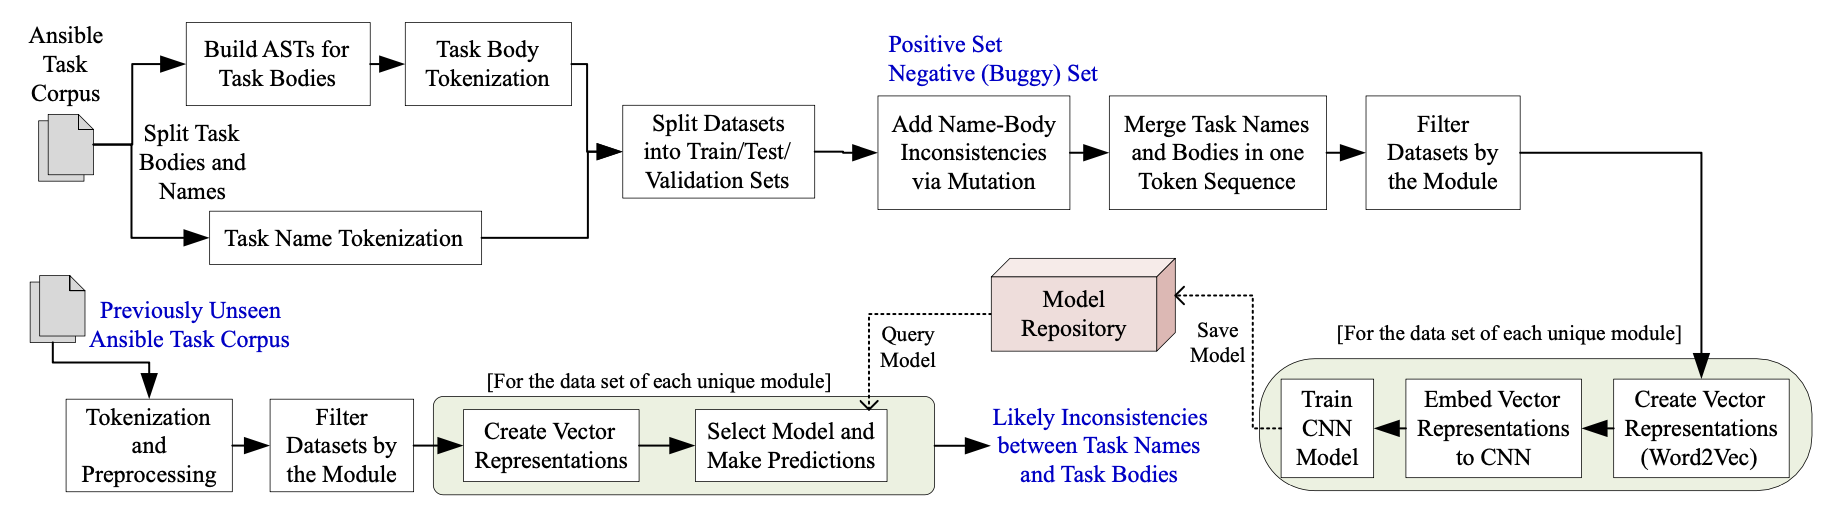 Ansible
Task
Corpus
Build ASTs for
Task Bodies
Task Body
Tokenization
Split Task
Bodies and
Names
Task Name Tokenization
Split Datasets
into Train/Test/
Validation Sets
Positive Set
Negative (Buggy) Set
Add Name-Body
Inconsistencies
via Mutation
Merge Task Names
and Bodies in one
Token Sequence
Filter
Datasets by
the Module
[For the data set of each unique module]
Create Vector
Representations
(Word2Vec)
Embed Vector
Representations
to CNN
Train
CNN
Model
Save
Model
Model
Repository
Query
Model
Previously Unseen
Ansible Task Corpus
Tokenization
and
Preprocessing
Filter
Datasets by
the Module
[For the data set of each unique module]
Create Vector
Representations
Select Model and
Make Predictions
Likely Inconsistencies
between Task Names
and Task Bodies